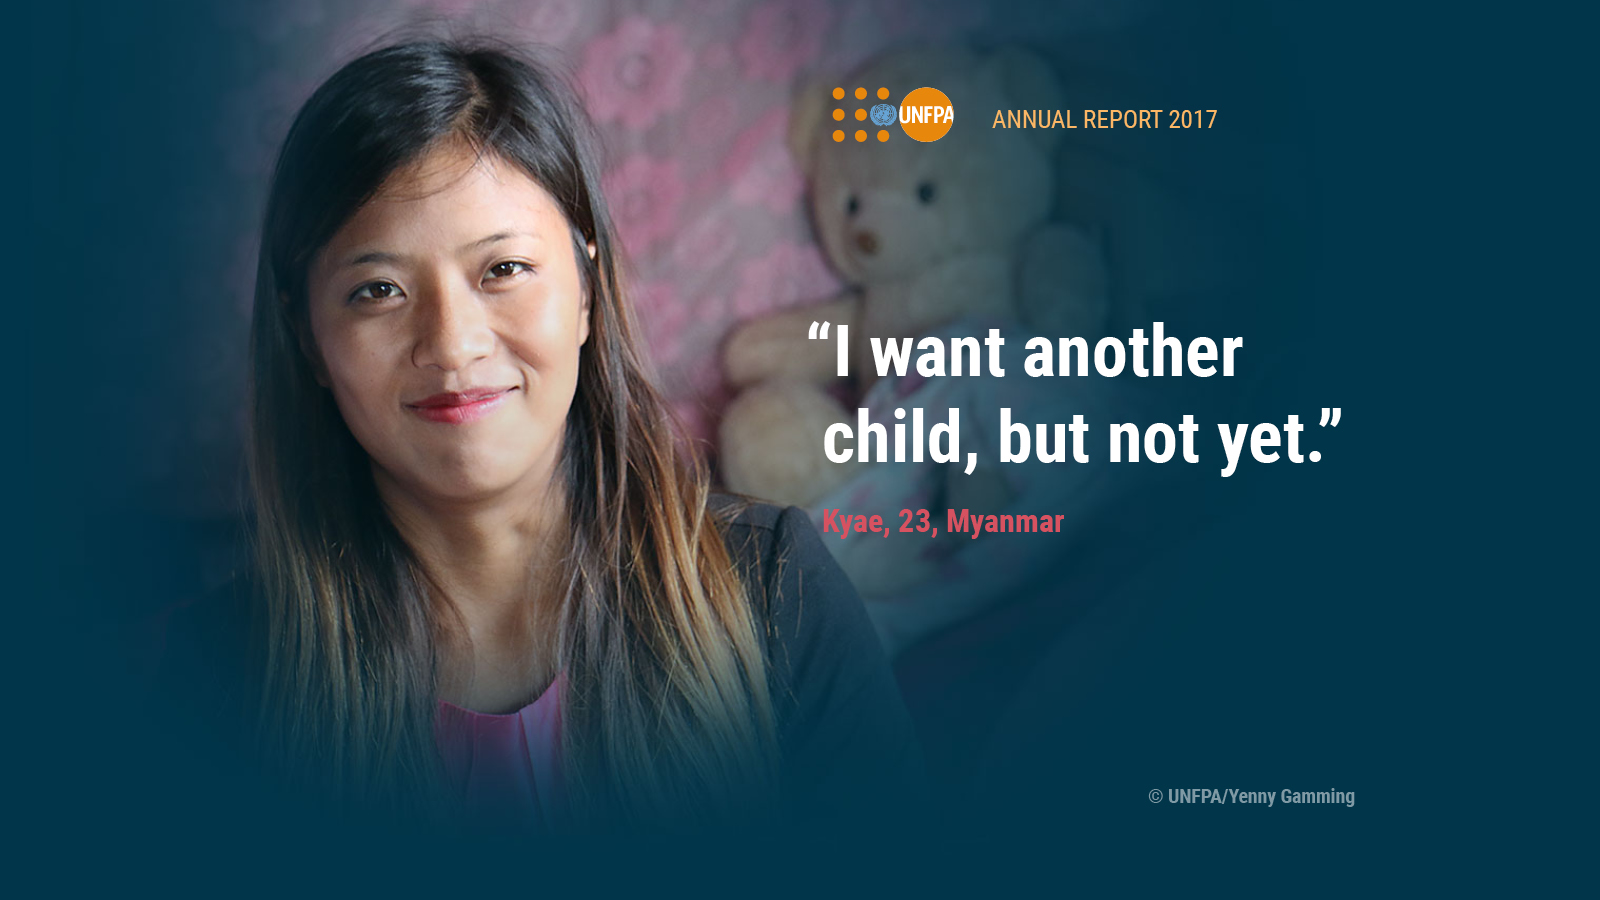 UNFPA
ANNUAL REPORT 2017
“I want another
child, but not yet.”
Kyae, 23, Myanmar
© UNFPA/Yenny Gamming